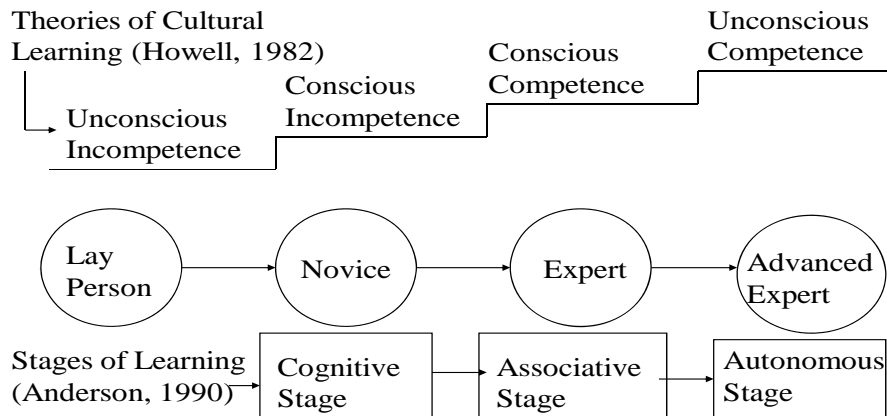 Theories of Cultural
Learning (Howell, 1982)
Unconscious
Incompetence
Conscious
Incompetence
Conscious
Competence
Unconscious
Competence
Lay
Person
Novice
Expert
Advanced
Expert
Stages of Learning
(Anderson, 1990)
Cognitive
Stage
Associative
Stage
Autonomous
Stage